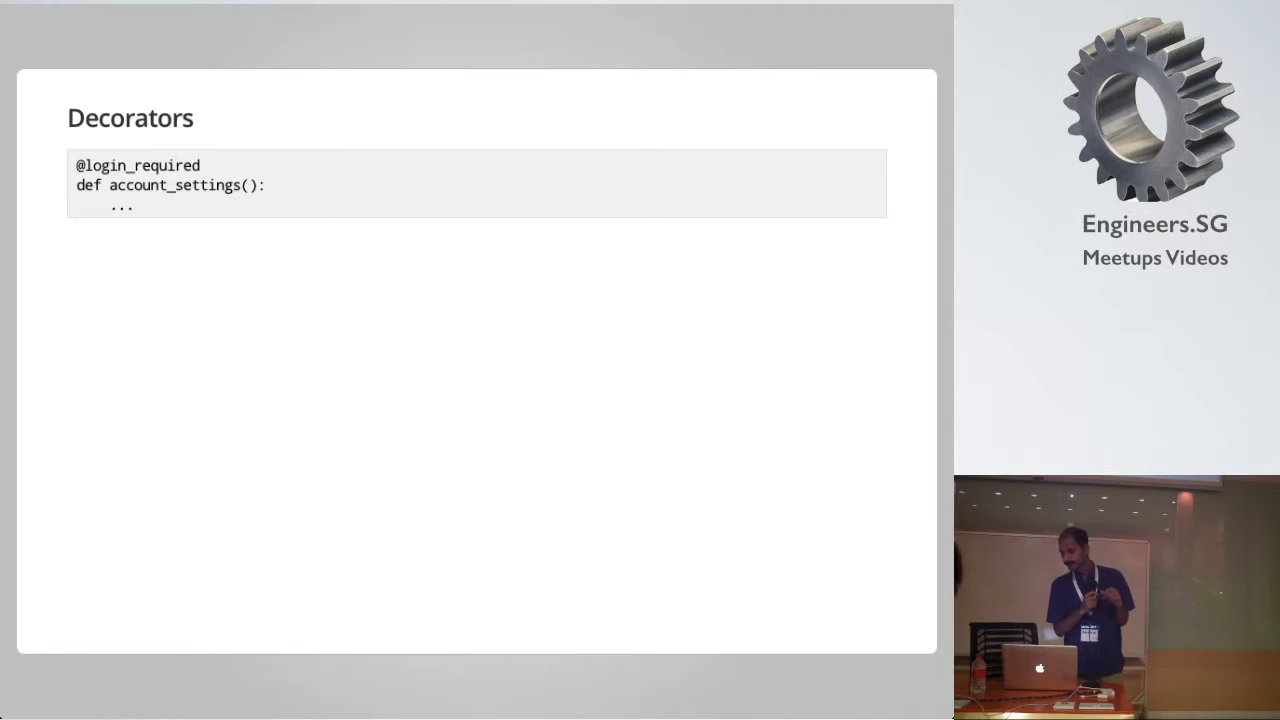 Decorators
@login_required
def account_settings():
...
Engineers.SG
Meetups Videos